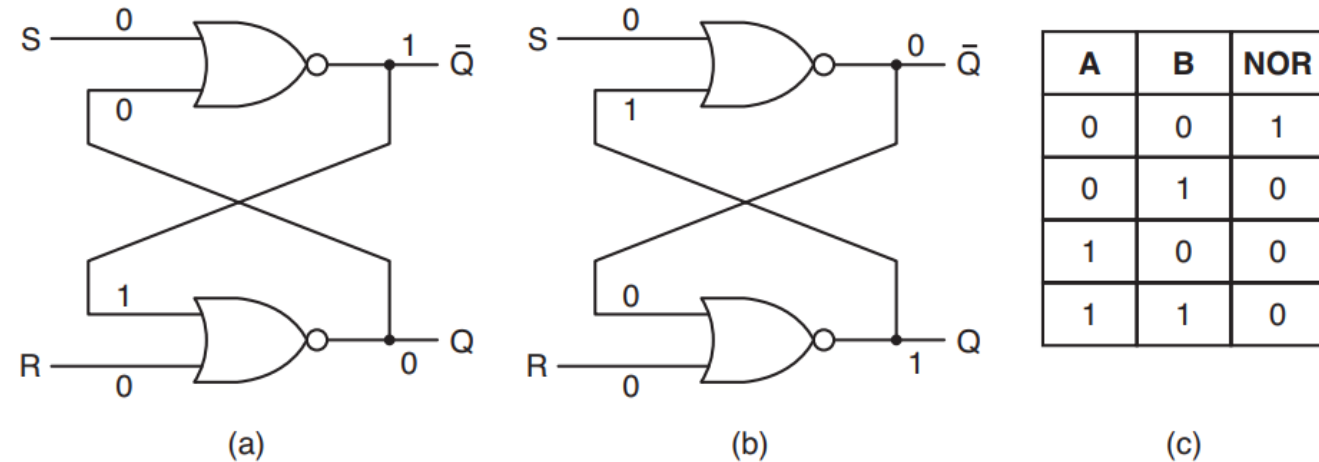 S 0 1 Q̄
0
1
R 0 0 Q
(a)
S 0 0 Q̄
1
0
R 0 1 Q
(b)
A B NOR
0 0 1
0 1 0
1 0 0
1 1 0
(c)